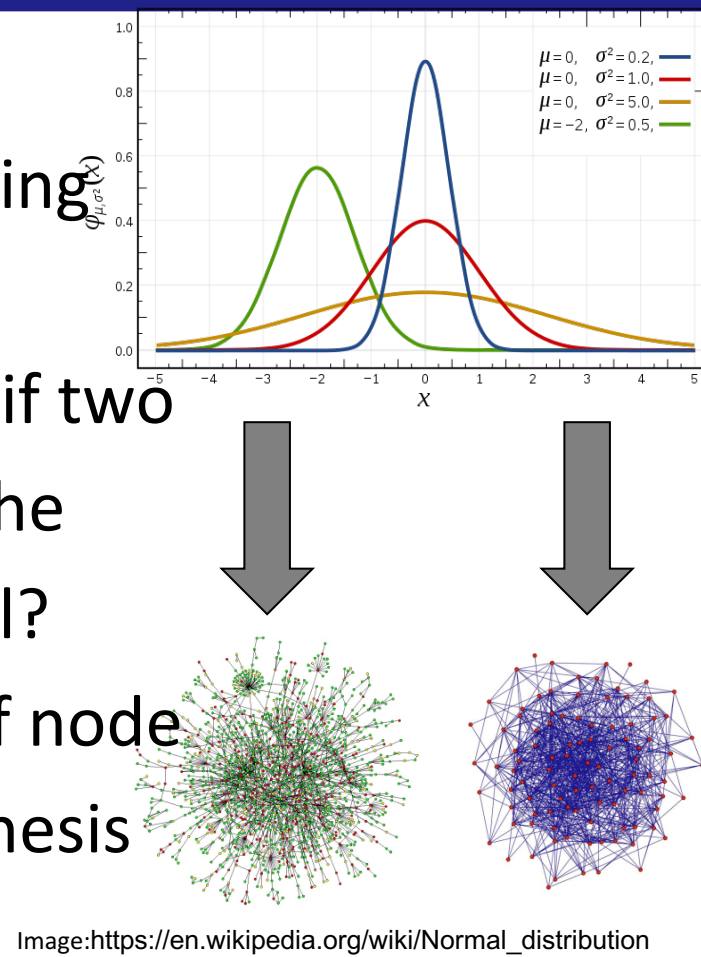 1.0
μ=0, σ²=0.2,
μ=0, σ²=1.0,
μ=0, σ²=5.0,
μ=−2, σ²=0.5,
0.8
0.6
ing
φμ,σ²(x)
0.4
0.2
0.0
−5 −4 −3 −2 −1 0 1 2 3 4 5
x
if two
he
l?
f node
nesis
Image:https://en.wikipedia.org/wiki/Normal_distribution